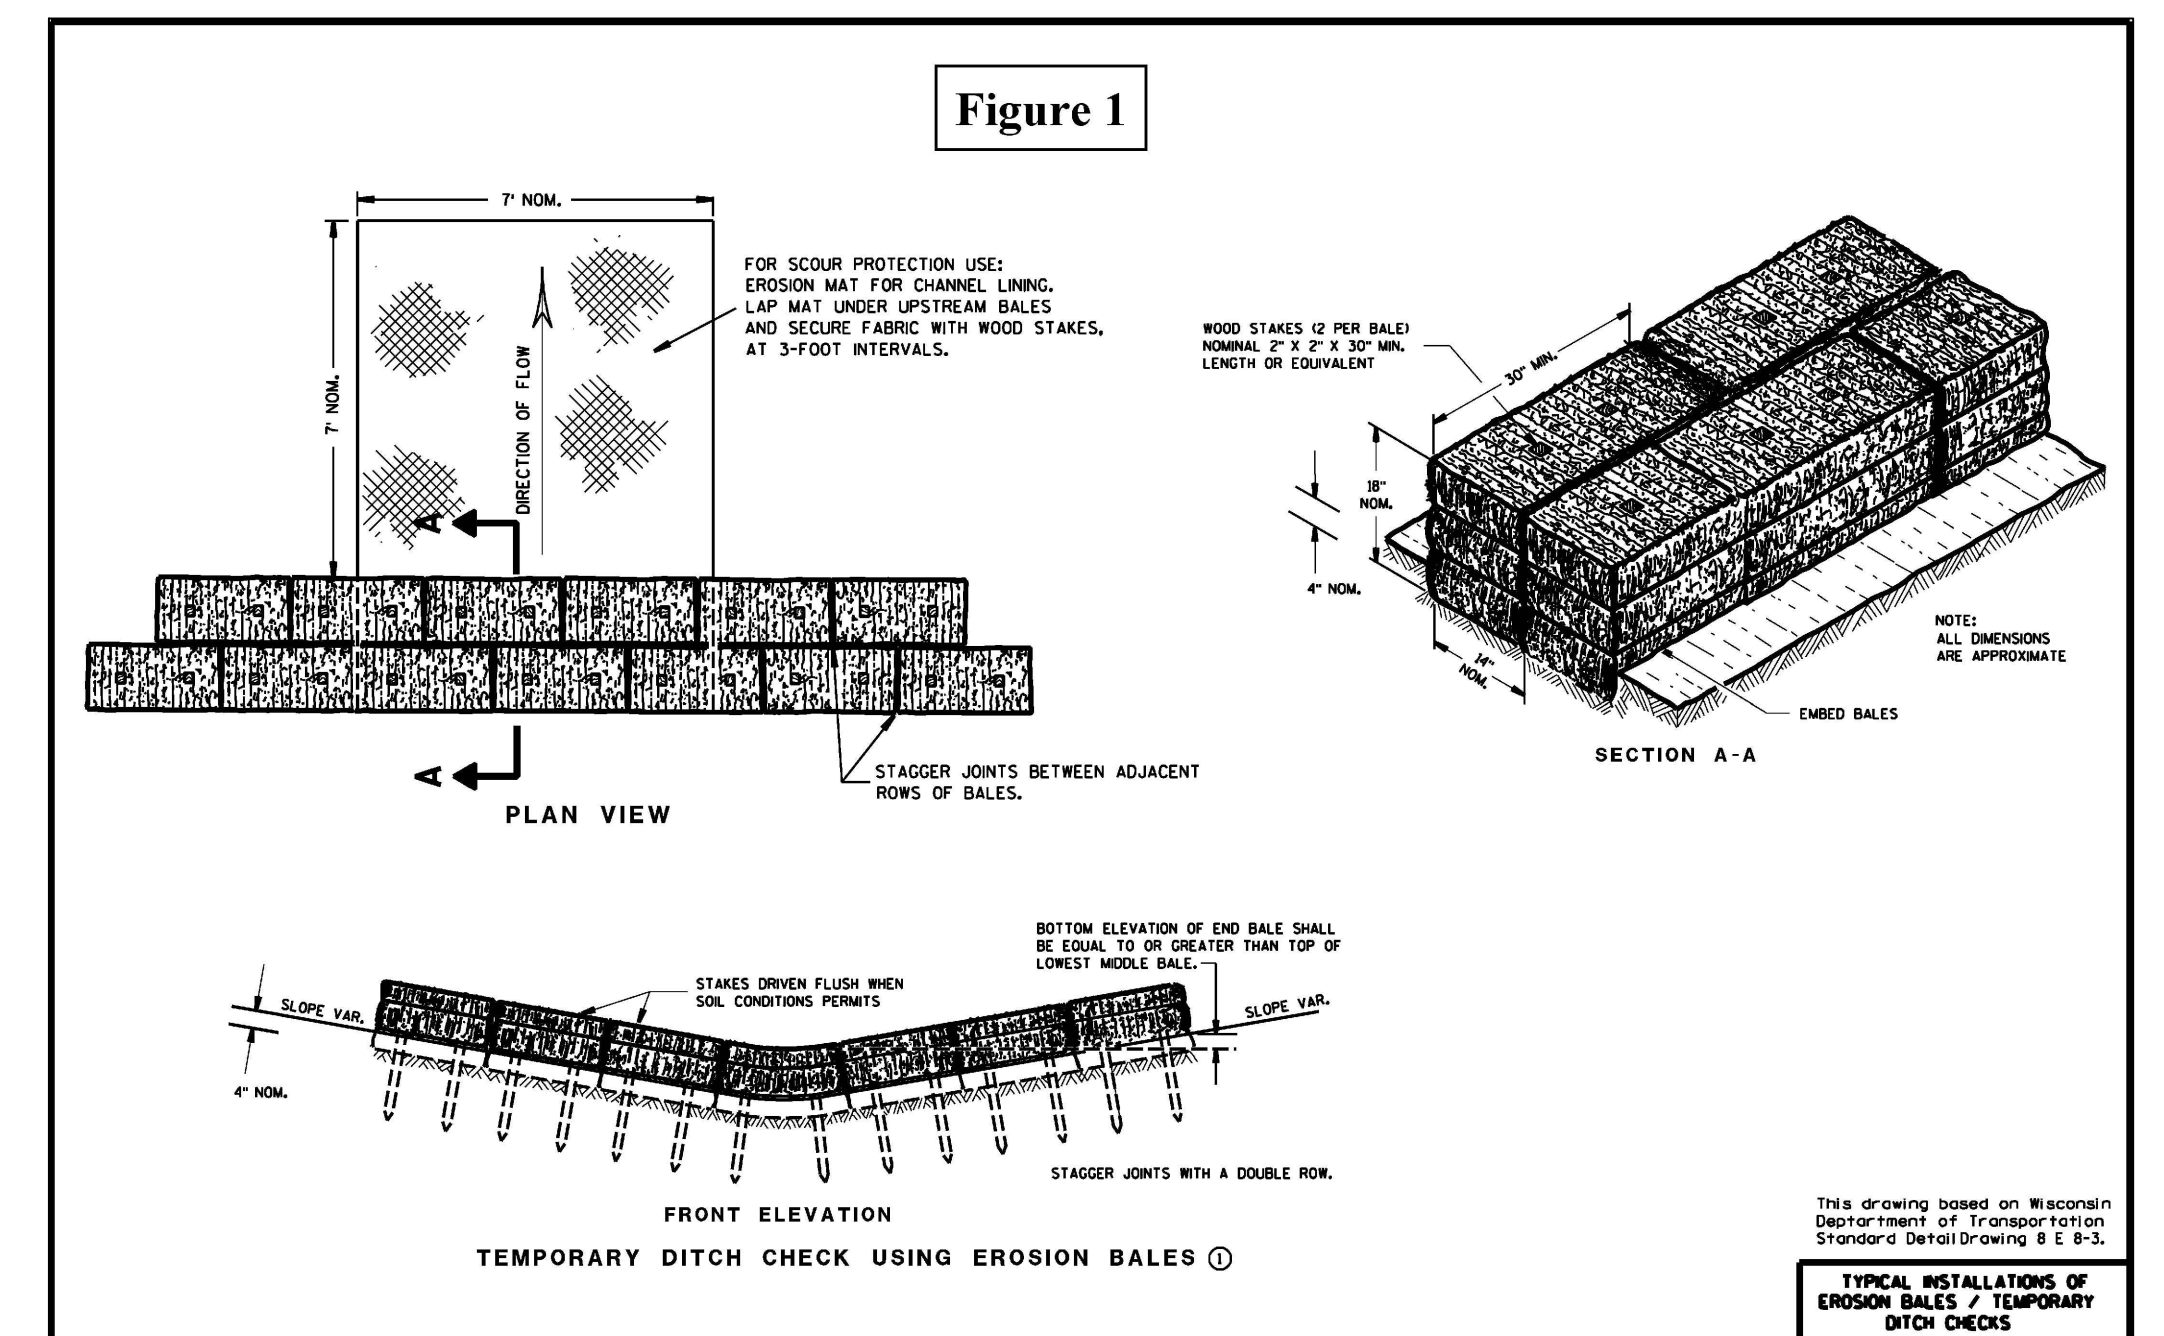 Figure 1
7' NOM.
7' NOM.
DIRECTION OF FLOW
FOR SCOUR PROTECTION USE:
EROSION MAT FOR CHANNEL LINING.
LAP MAT UNDER UPSTREAM BALES
AND SECURE FABRIC WITH WOOD STAKES,
AT 3-FOOT INTERVALS.
A
A
STAGGER JOINTS BETWEEN ADJACENT
ROWS OF BALES.
PLAN VIEW
WOOD STAKES (2 PER BALE)
NOMINAL 2" X 2" X 30" MIN.
LENGTH OR EQUIVALENT
30" MIN.
18"
NOM.
4" NOM.
14"
NOM.
NOTE:
ALL DIMENSIONS
ARE APPROXIMATE
EMBED BALES
SECTION A-A
BOTTOM ELEVATION OF END BALE SHALL
BE EQUAL TO OR GREATER THAN TOP OF
LOWEST MIDDLE BALE.
STAKES DRIVEN FLUSH WHEN
SOIL CONDITIONS PERMITS
SLOPE VAR.
SLOPE VAR.
4" NOM.
STAGGER JOINTS WITH A DOUBLE ROW.
FRONT ELEVATION
TEMPORARY DITCH CHECK USING EROSION BALES ①
This drawing based on Wisconsin
Deptartment of Transportation
Standard Detail Drawing 8 E 8-3.
TYPICAL INSTALLATIONS OF
EROSION BALES / TEMPORARY
DITCH CHECKS